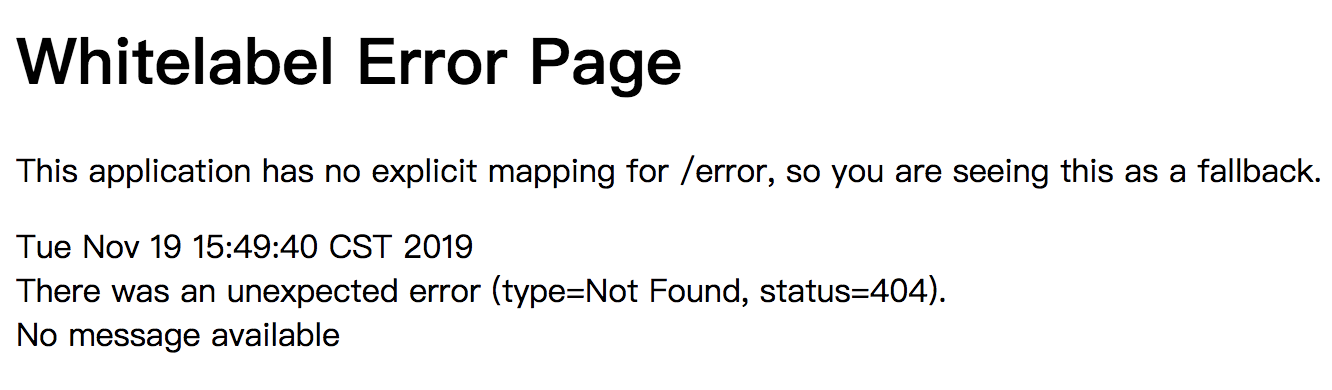 Whitelabel Error Page
This application has no explicit mapping for /error, so you are seeing this as a fallback.
Tue Nov 19 15:49:40 CST 2019
There was an unexpected error (type=Not Found, status=404).
No message available